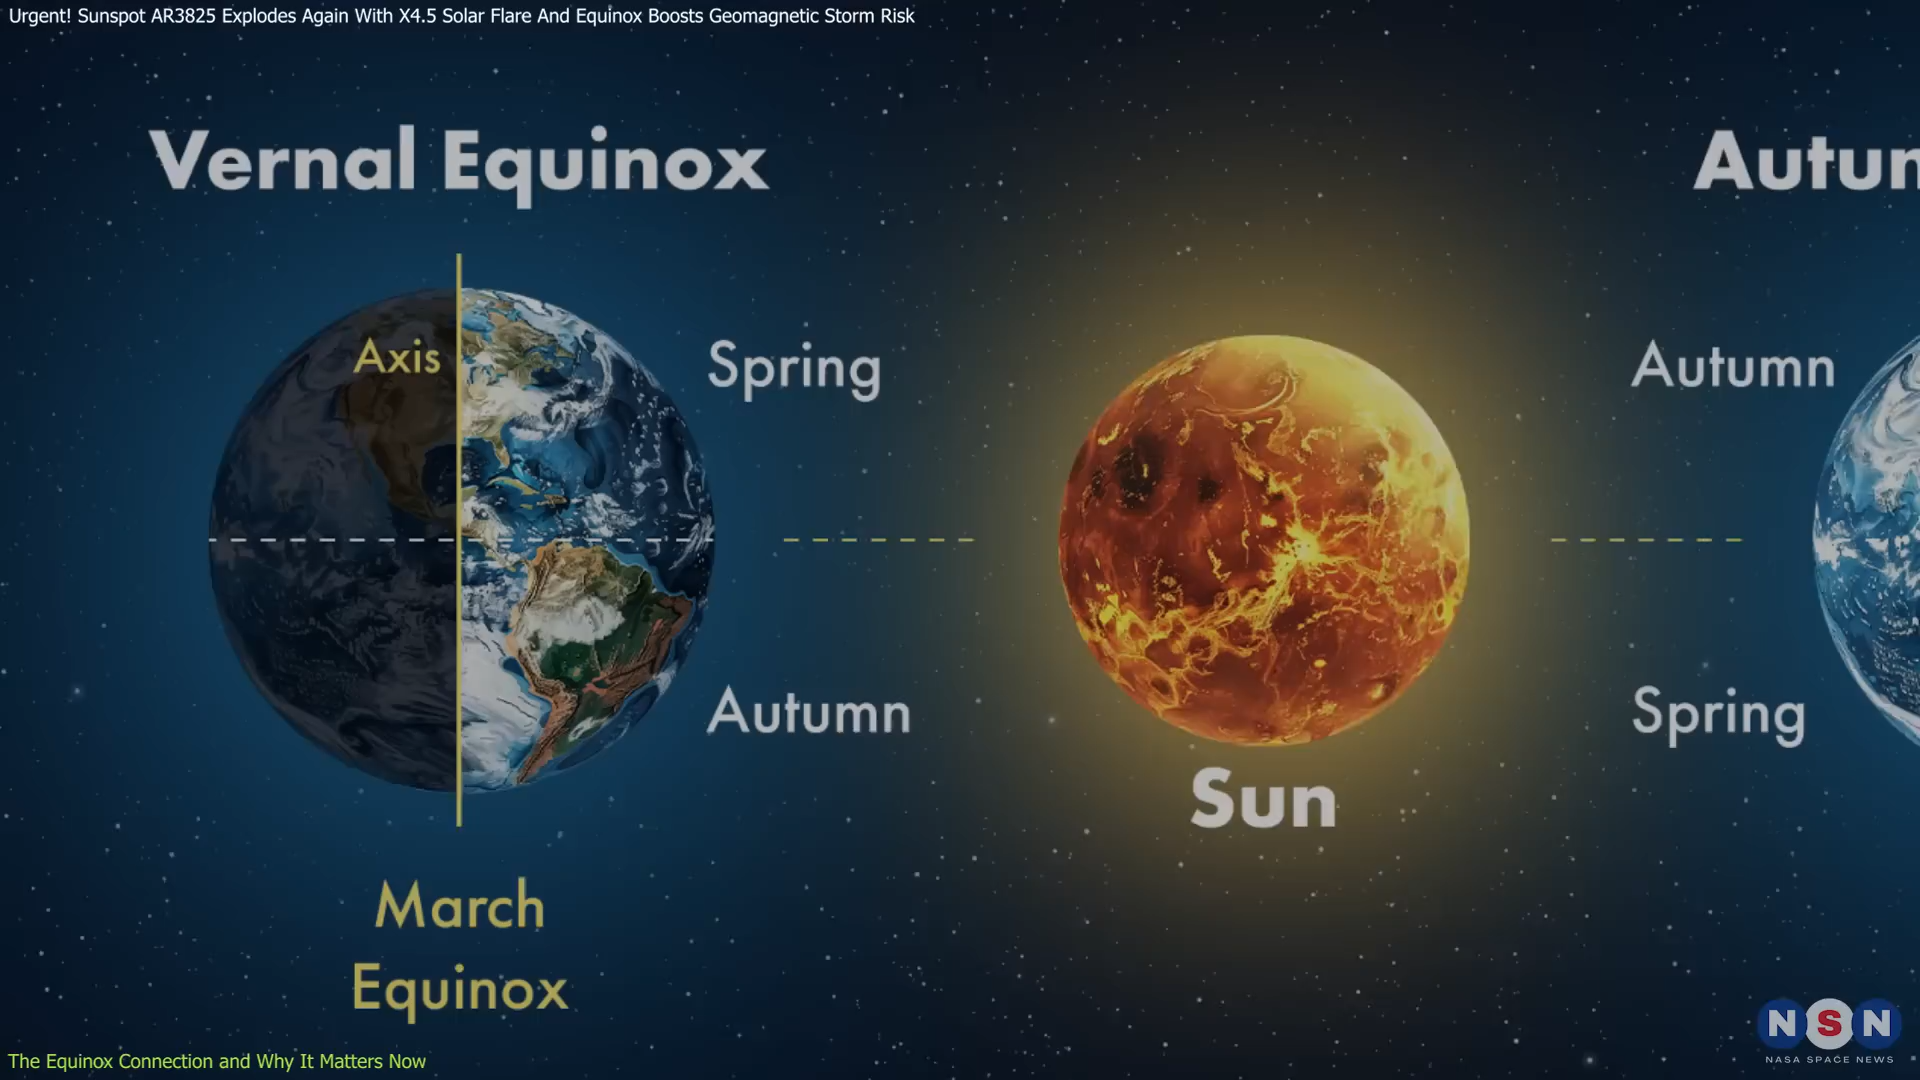 Urgent! Sunspot AR3825 Explodes Again With X4.5 Solar Flare And Equinox Boosts Geomagnetic Storm Risk
Vernal Equinox
Autum
Axis
Spring
Autumn
Autumn
Spring
Sun
March
Equinox
NSN
NASA SPACE NEWS
The Equinox Connection and Why It Matters Now